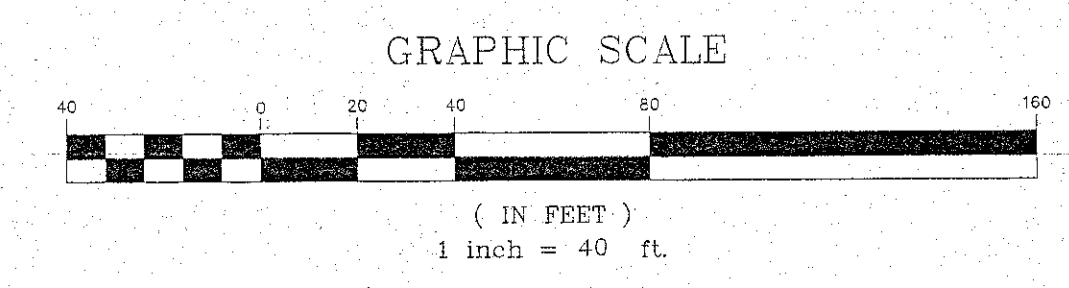 GRAPHIC SCALE
40 0 20 40 80 160
( IN FEET )
1 inch = 40 ft.